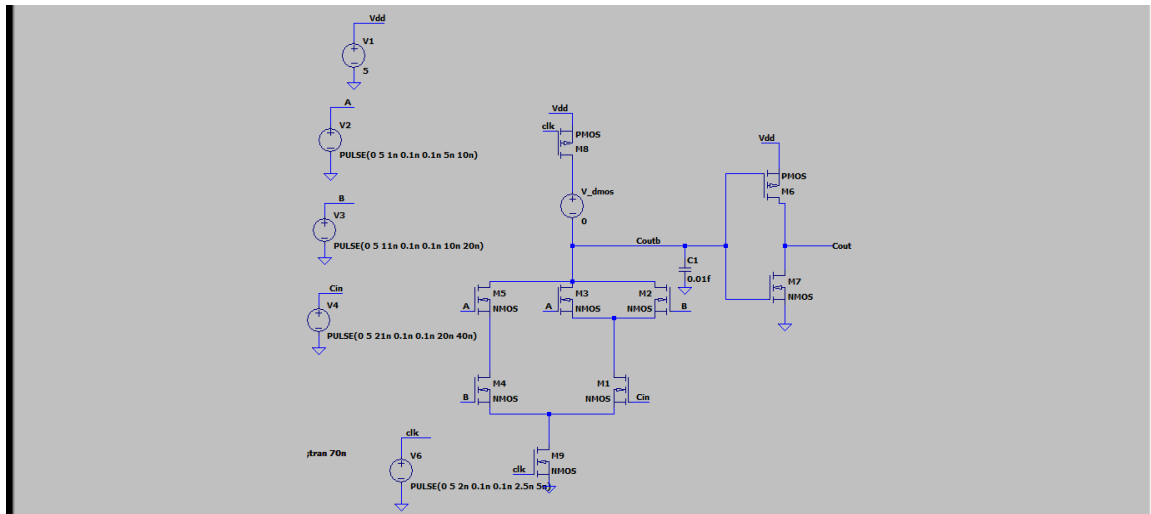 Vdd
V1
5
A
V2
PULSE(0 5 1n 0.1n 0.1n 5n 10n)
B
V3
PULSE(0 5 11n 0.1n 0.1n 10n 20n)
Cin
V4
PULSE(0 5 21n 0.1n 0.1n 20n 40n)
Vdd
clk
PMOS
M8
V_dmos
0
Coutb
C1
0.01f
Vdd
PMOS
M6
Cout
M7
NMOS
M5
A
NMOS
M3
A
NMOS
M2
NMOS
B
M4
B
NMOS
M1
NMOS
Cin
clk
M9
NMOS
;tran 70n
clk
V6
PULSE(0 5 2n 0.1n 0.1n 2.5n 5n)